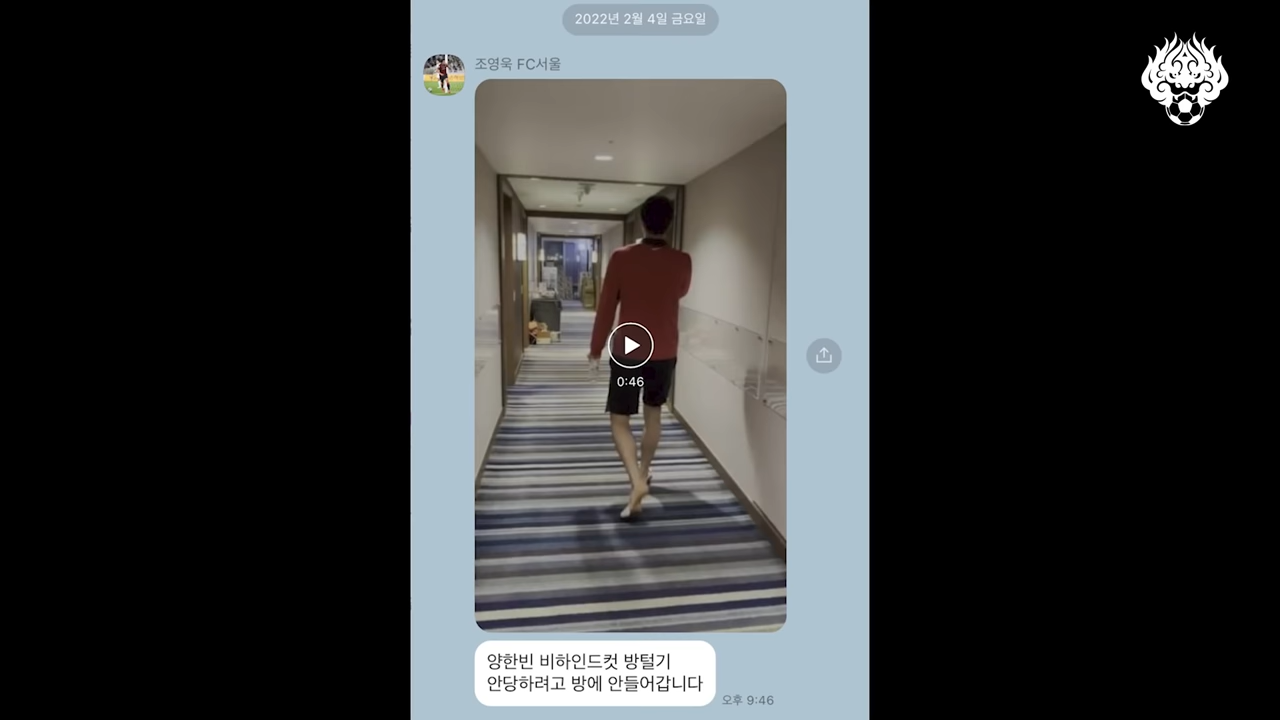 2022년 2월 4일 금요일
조영욱 FC서울
0:46
양한빈 비하인드컷 방털기
안당하려고 방에 안들어갑니다
오후 9:46